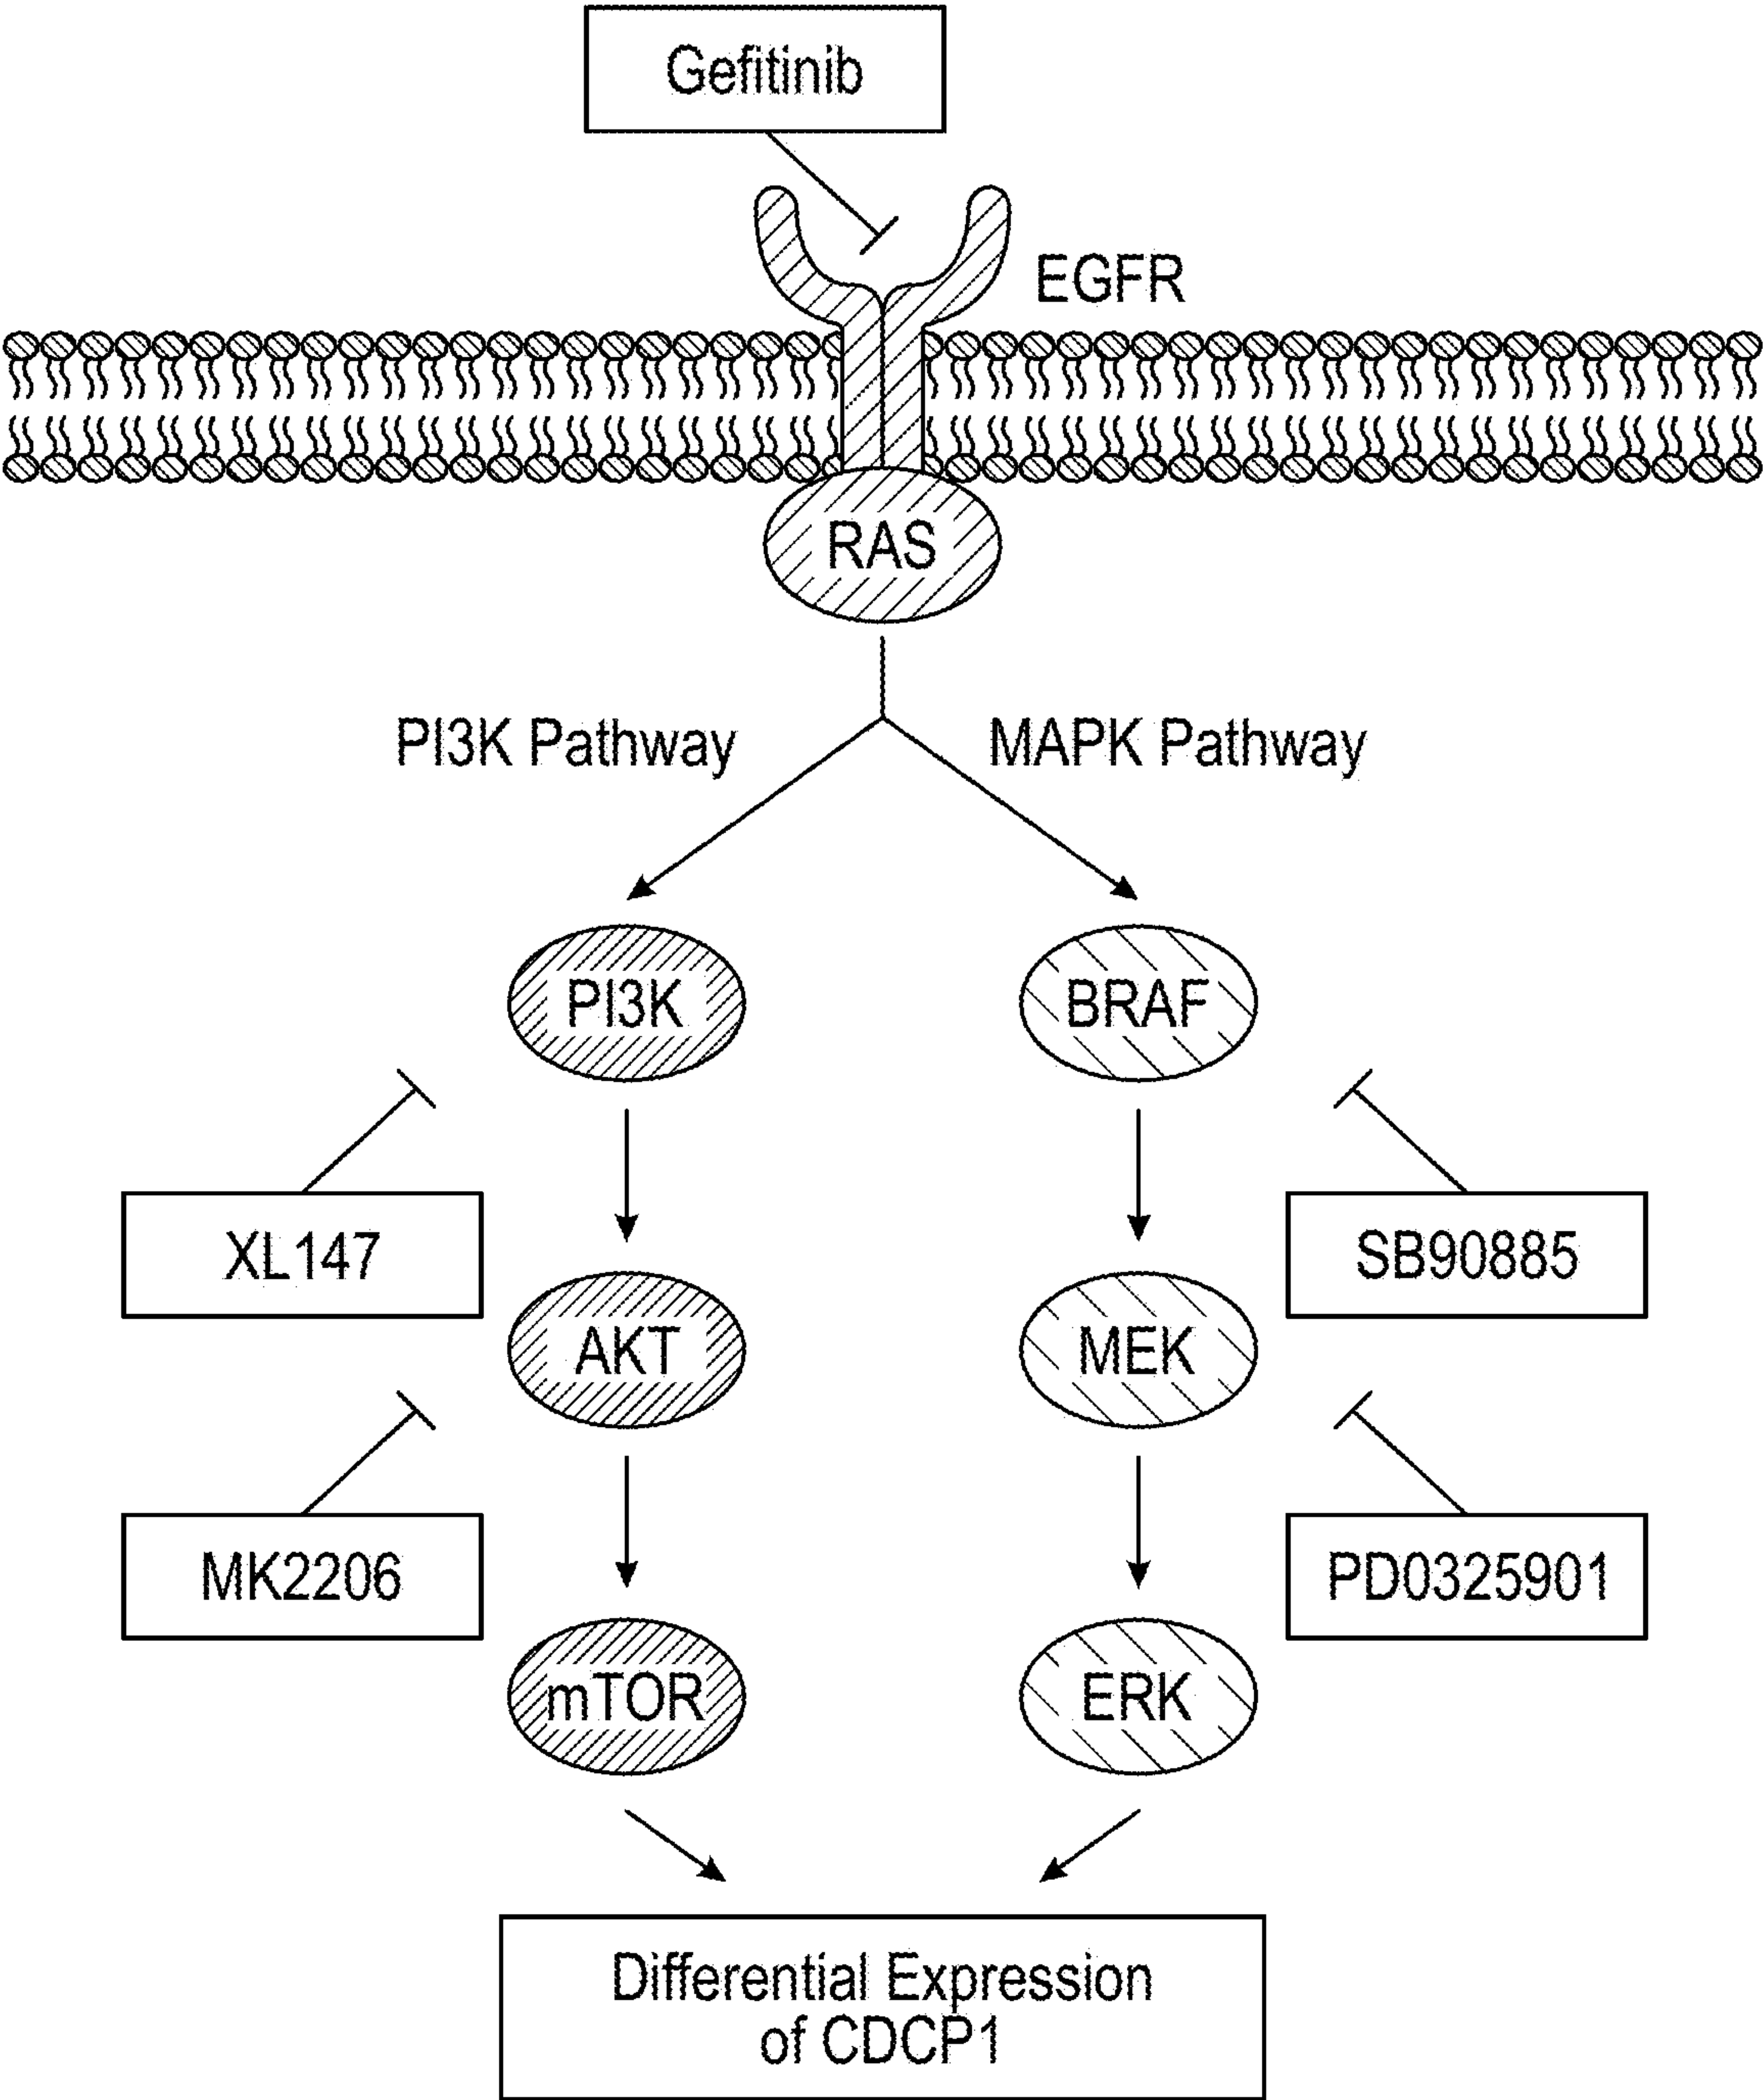 Gefitinib
EGFR
RAS
PI3K Pathway
MAPK Pathway
PI3K
BRAF
XL147
SB90885
AKT
MEK
MK2206
PD0325901
mTOR
ERK
Differential Expression
of CDCP1